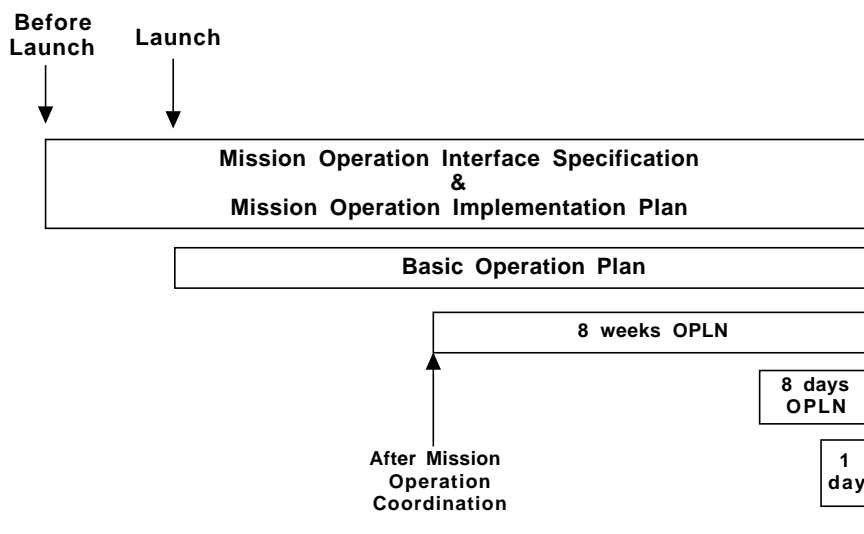 Before
Launch
Launch
Mission Operation Interface Specification
&
Mission Operation Implementation Plan
Basic Operation Plan
8 weeks OPLN
8 days
OPLN
1
day
After Mission
Operation
Coordination